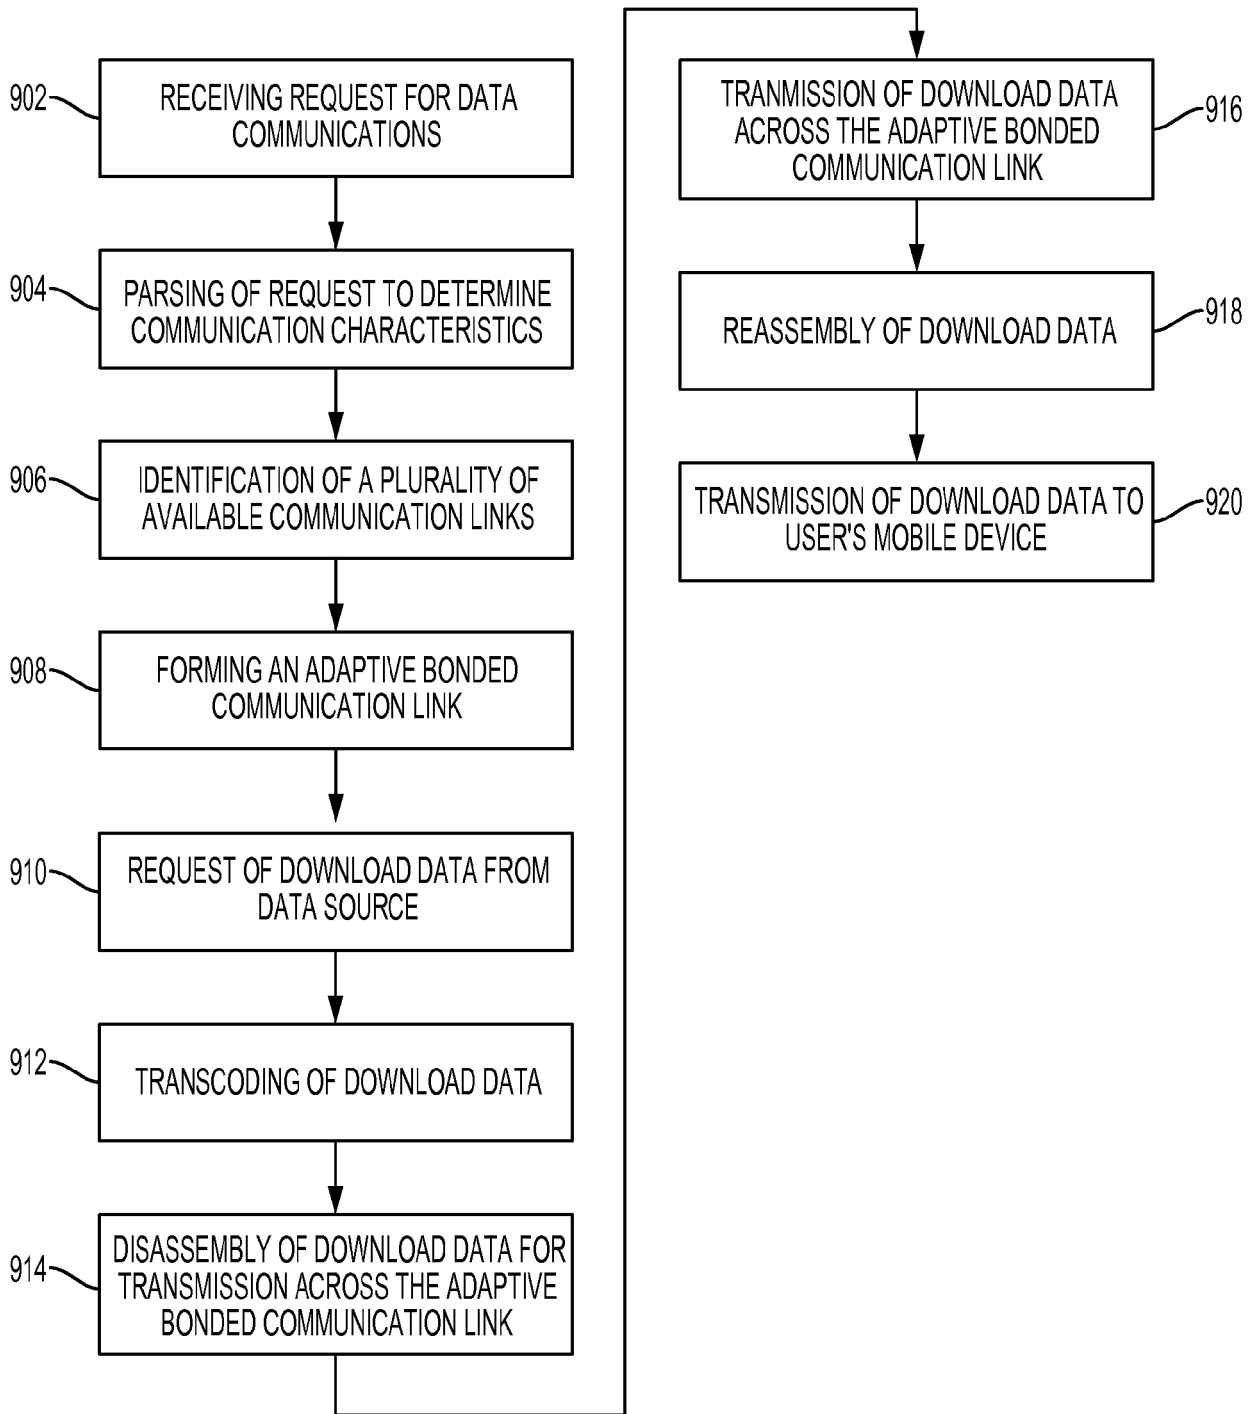 902
RECEIVING REQUEST FOR DATA
COMMUNICATIONS
904
PARSING OF REQUEST TO DETERMINE
COMMUNICATION CHARACTERISTICS
906
IDENTIFICATION OF A PLURALITY OF
AVAILABLE COMMUNICATION LINKS
908
FORMING AN ADAPTIVE BONDED
COMMUNICATION LINK
910
REQUEST OF DOWNLOAD DATA FROM
DATA SOURCE
912
TRANSCODING OF DOWNLOAD DATA
914
DISASSEMBLY OF DOWNLOAD DATA FOR
TRANSMISSION ACROSS THE ADAPTIVE
BONDED COMMUNICATION LINK
TRANMISSION OF DOWNLOAD DATA
ACROSS THE ADAPTIVE BONDED
COMMUNICATION LINK
916
REASSEMBLY OF DOWNLOAD DATA
918
TRANSMISSION OF DOWNLOAD DATA TO
USER'S MOBILE DEVICE
920